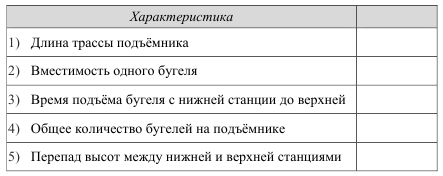 Характеристика
1) Длина трассы подъёмника
2) Вместимость одного бугеля
3) Время подъёма бугеля с нижней станции до верхней
4) Общее количество бугелей на подъёмнике
5) Перепад высот между нижней и верхней станциями